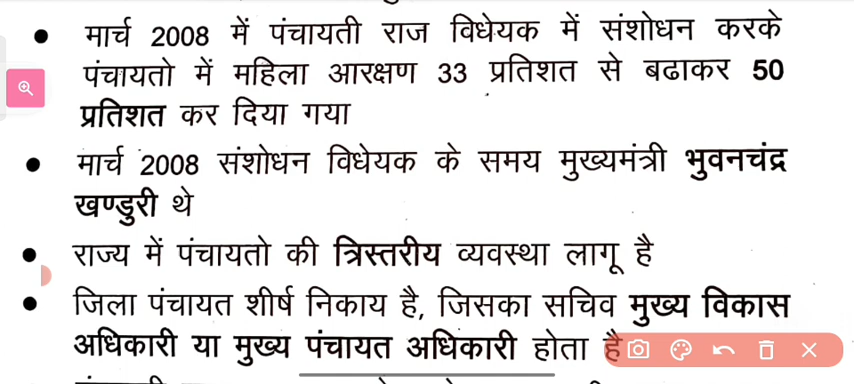 • मार्च 2008 में पंचायती राज विधेयक में संशोधन करके
पंचायतो में महिला आरक्षण 33 प्रतिशत से बढाकर 50
प्रतिशत कर दिया गया
• मार्च 2008 संशोधन विधेयक के समय मुख्यमंत्री भुवनचंद्र
खण्डुरी थे
• राज्य में पंचायतो की त्रिस्तरीय व्यवस्था लागू है
• जिला पंचायत शीर्ष निकाय है, जिसका सचिव मुख्य विकास
अधिकारी या मुख्य पंचायत अधिकारी होता है